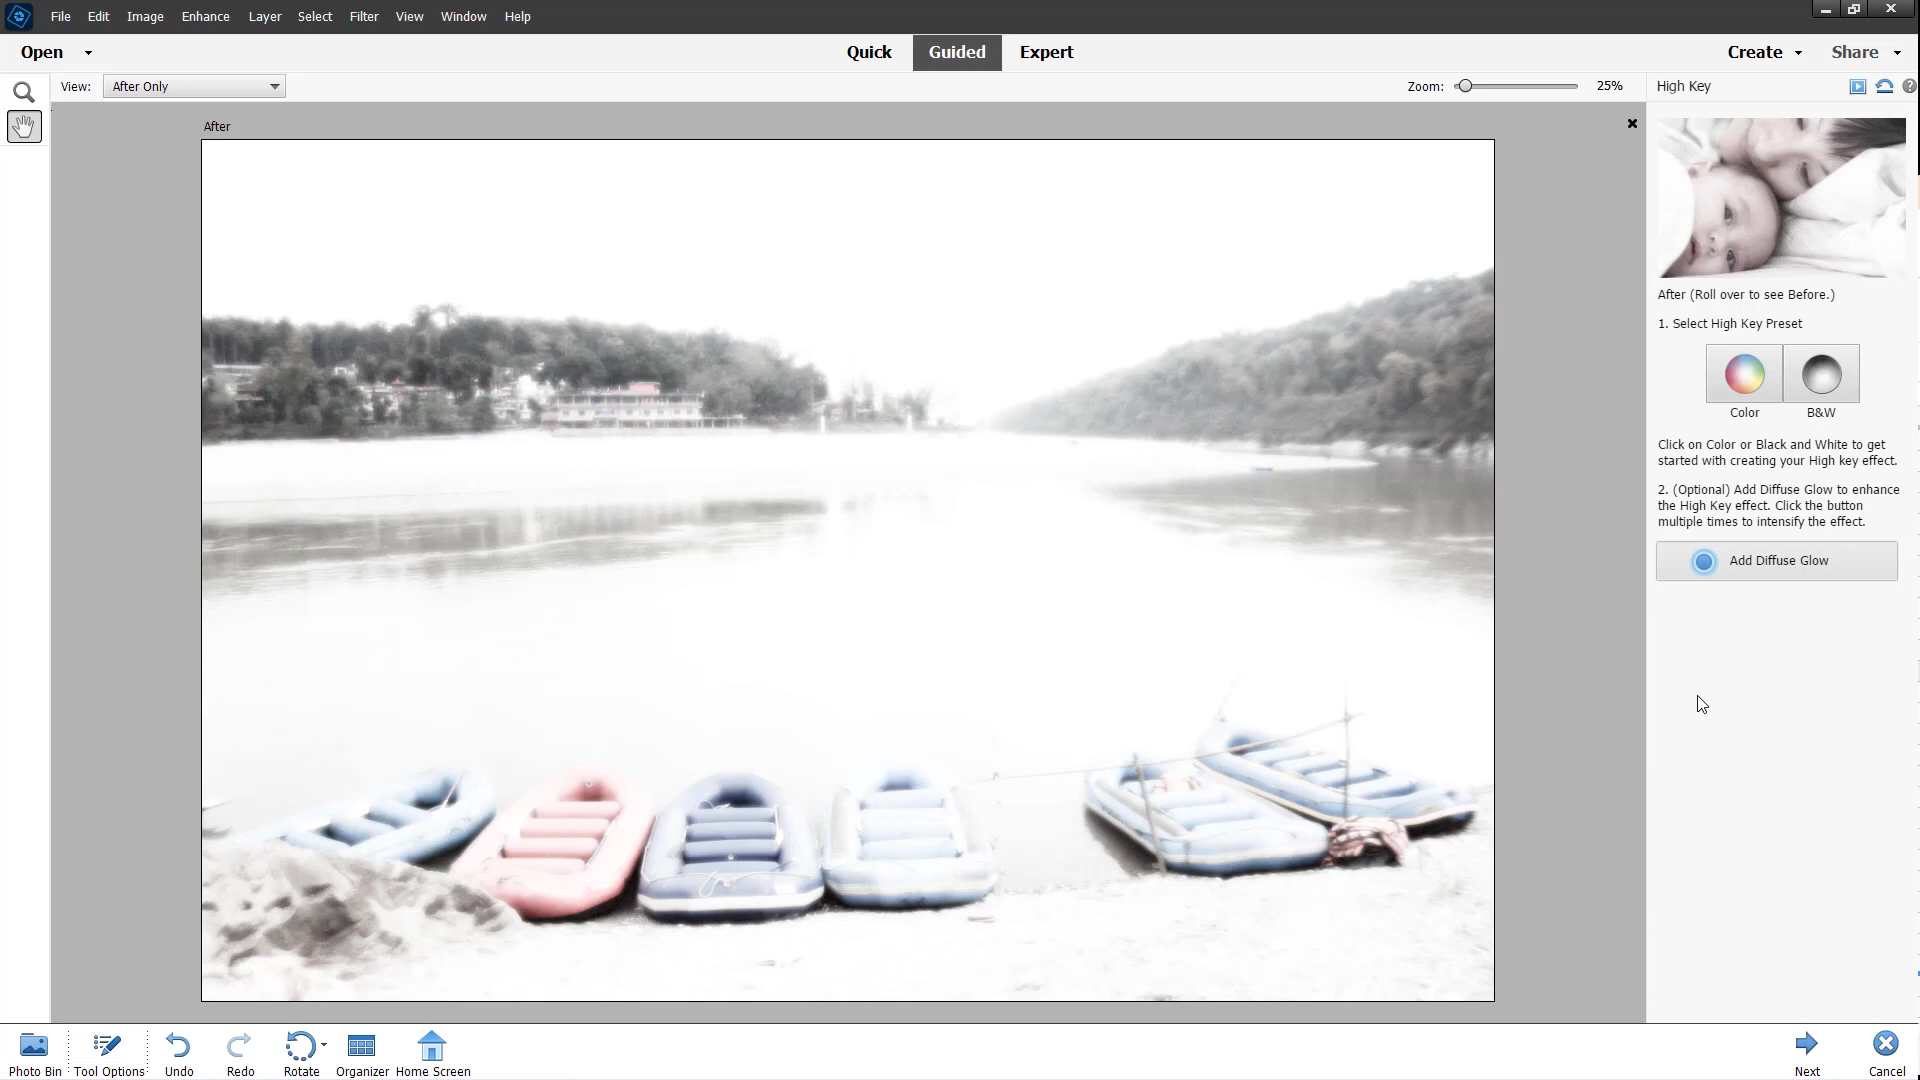 File Edit Image Enhance Layer Select Filter View Window Help
Open Quick Guided Expert Create Share
View: After Only Zoom: 25% High Key
After
After (Roll over to see Before.)
1. Select High Key Preset
Color B&W
Click on Color or Black and White to get
started with creating your High key effect.
2. (Optional) Add Diffuse Glow to enhance
the High Key effect. Click the button
multiple times to intensify the effect.
Add Diffuse Glow
Photo Bin Tool Options Undo Redo Rotate Organizer Home Screen Next Cancel